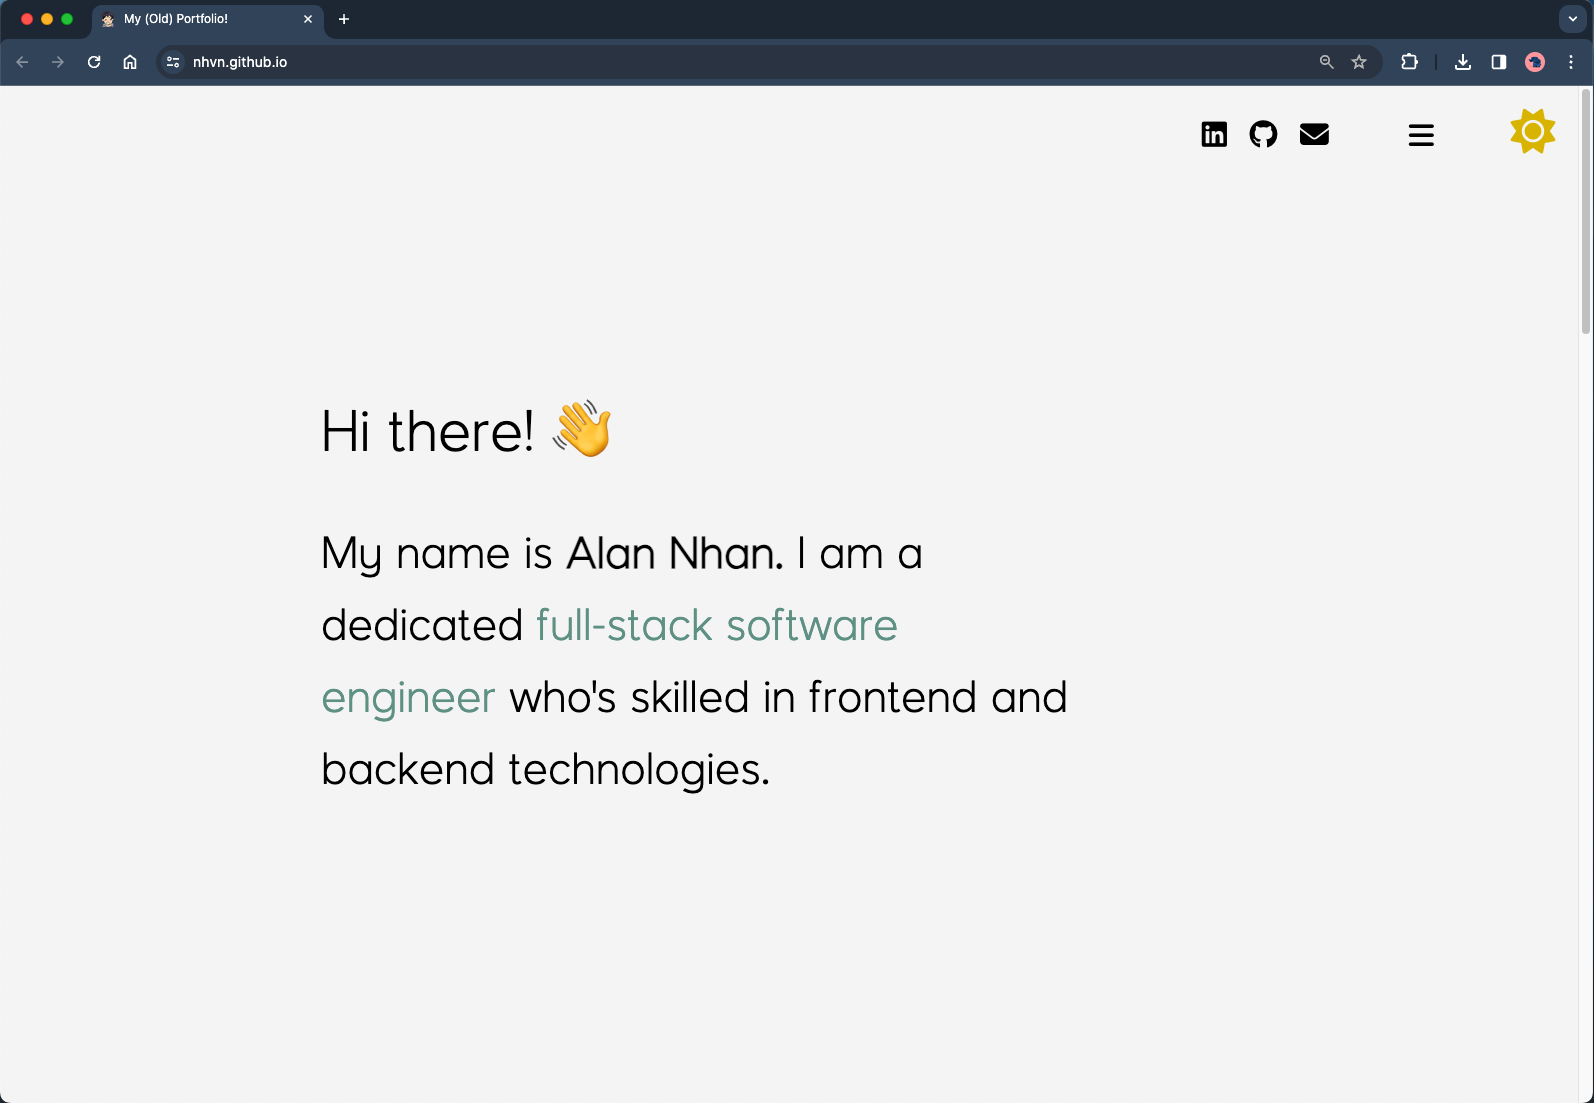 My (Old) Portfolio!
nhvn.github.io
in
Hi there! 👋
My name is Alan Nhan. I am a
dedicated full-stack software
engineer who's skilled in frontend and
backend technologies.